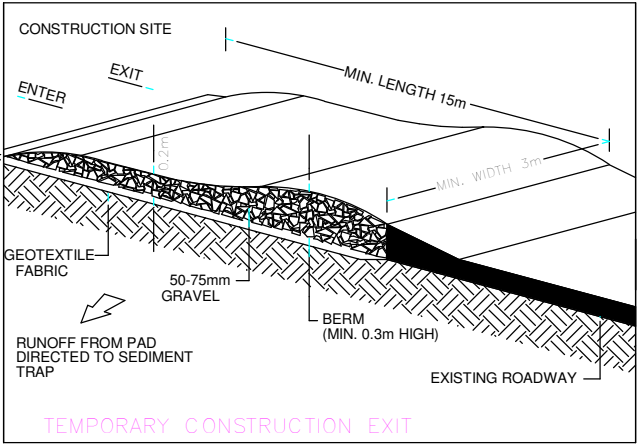 CONSTRUCTION SITE
EXIT
ENTER
MIN. LENGTH 15m
0.2m
MIN. WIDTH 3m
GEOTEXTILE
FABRIC
50-75mm
GRAVEL
BERM
(MIN. 0.3m HIGH)
RUNOFF FROM PAD
DIRECTED TO SEDIMENT
TRAP
EXISTING ROADWAY
TEMPORARY CONSTRUCTION EXIT